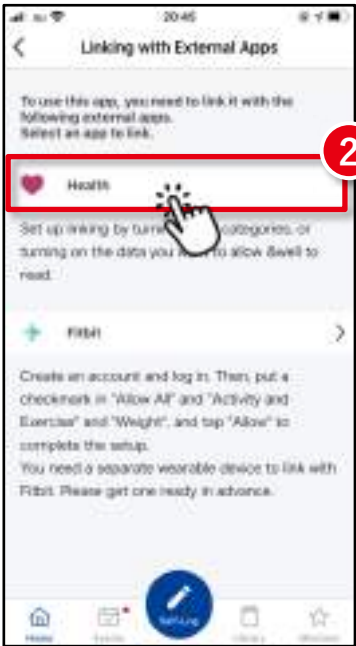 20:45
Linking with External Apps
To use this app, you need to link it with the
following external apps.
Select an app to link.
2
Health
Set up linking by categories, or
turning on the data you to allow &well to
read.
Fitbit
Create an account and log in. Then, put a
checkmark in "Allow All" and "Activity and
Exercise" and "Weight", and tap "Allow" to
complete the setup.
You need a separate wearable device to link with
Fitbit. Please get one ready in advance.
Home